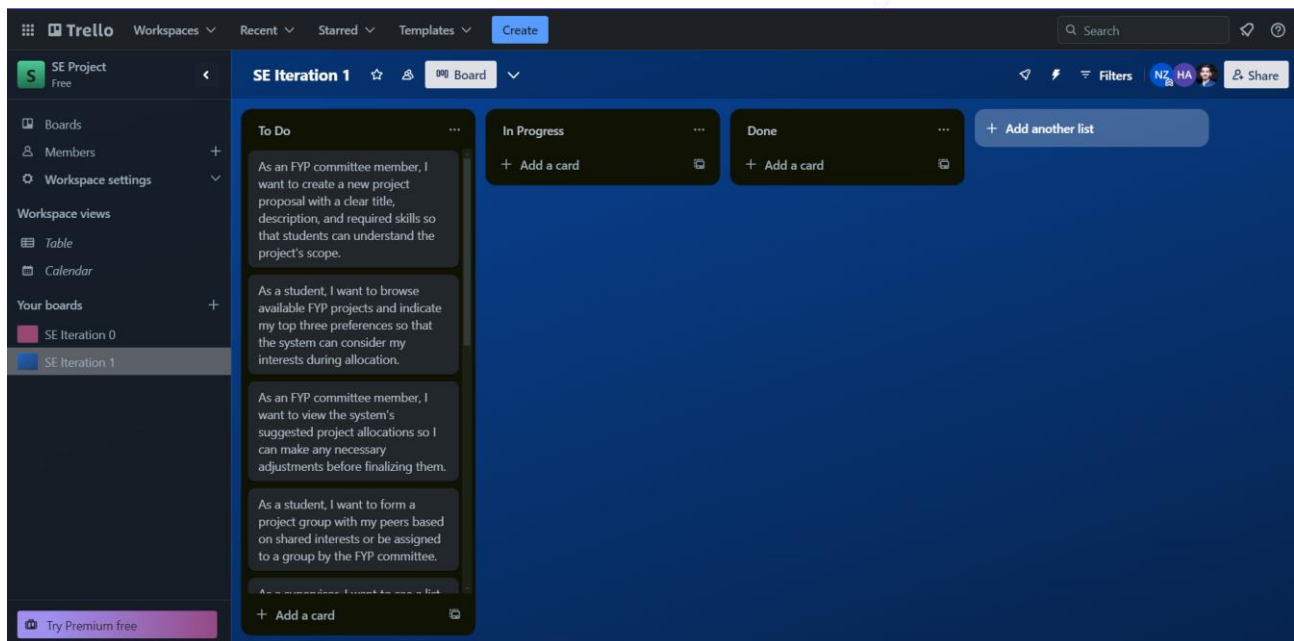 Trello
Workspaces
Recent
Starred
Templates
Create
Search
S
SE Project
Free
SE Iteration 1
Board
Filters
NZ
HA
Share
Boards
Members
Workspace settings
Workspace views
Table
Calendar
Your boards
SE Iteration 0
SE Iteration 1
Try Premium free
To Do
As an FYP committee member, I
want to create a new project
proposal with a clear title,
description, and required skills so
that students can understand the
project's scope.
As a student, I want to browse
available FYP projects and indicate
my top three preferences so that
the system can consider my
interests during allocation.
As an FYP committee member, I
want to view the system's
suggested project allocations so I
can make any necessary
adjustments before finalizing them.
As a student, I want to form a
project group with my peers based
on shared interests or be assigned
to a group by the FYP committee.
As a supervisor, I want to see a list
+ Add a card
In Progress
+ Add a card
Done
+ Add a card
+ Add another list